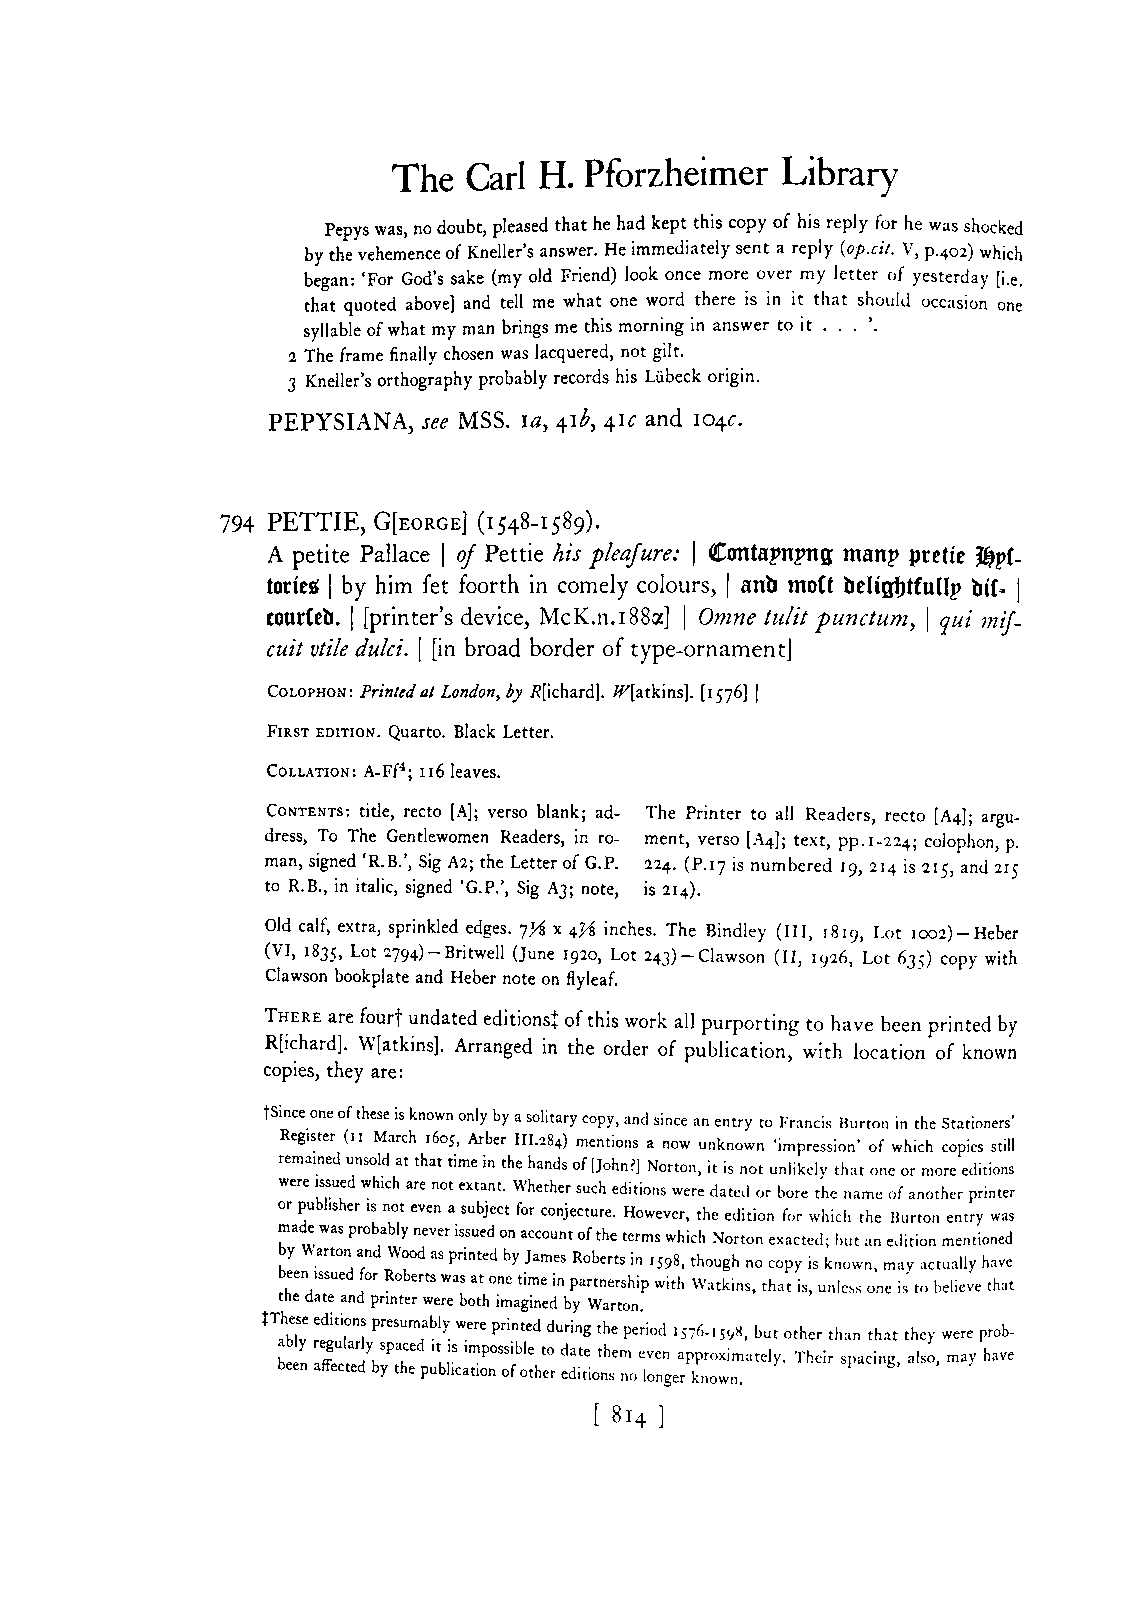 The Carl H. Pforzheimer Library
Pepys was, no doubt, pleased that he had kept this copy of his reply for he was shocked
by the vehemence of Kneller's answer. He immediately sent a reply (op.cit. V, p.402) which
began: 'For God's sake (my old Friend) look once more over my letter of yesterday [i.e.
that quoted above] and tell me what one word there is in it that should occasion one
syllable of what my man brings me this morning in answer to it . . . '.
2 The frame finally chosen was lacquered, not gilt.
3 Kneller's orthography probably records his Lübeck origin.
PEPYSIANA, see MSS. 1a, 41b, 41c and 104c.
794 PETTIE, G[EORGE] (1548-1589).
A petite Pallace | of Pettie his pleaſure: | Contaynyng many pretie Hyſ-
tories | by him ſet foorth in comely colours, | and moſt delightfully diſ- |
courſed. | [printer's device, McK.n.188α] | Omne tulit punctum, | qui miſ-
cuit vtile dulci. | [in broad border of type-ornament]
COLOPHON: Printed at London, by R[ichard]. W[atkins]. [1576] |
FIRST EDITION. Quarto. Black Letter.
COLLATION: A-Ff⁴; 116 leaves.
CONTENTS: title, recto [A]; verso blank; ad-
dress, To The Gentlewomen Readers, in ro-
man, signed 'R.B.', Sig A2; the Letter of G.P.
to R.B., in italic, signed 'G.P.', Sig A3; note,
The Printer to all Readers, recto [A4]; argu-
ment, verso [A4]; text, pp.1-224; colophon, p.
224. (P.17 is numbered 19, 214 is 215, and 215
is 214).
Old calf, extra, sprinkled edges. 7⅛ x 4⅞ inches. The Bindley (III, 1819, Lot 1002)—Heber
(VI, 1835, Lot 2794)—Britwell (June 1920, Lot 243)—Clawson (II, 1926, Lot 635) copy with
Clawson bookplate and Heber note on flyleaf.
THERE are four† undated editions‡ of this work all purporting to have been printed by
R[ichard]. W[atkins]. Arranged in the order of publication, with location of known
copies, they are:
†Since one of these is known only by a solitary copy, and since an entry to Francis Burton in the Stationers'
Register (11 March 1605, Arber III.284) mentions a now unknown 'impression' of which copies still
remained unsold at that time in the hands of [John?] Norton, it is not unlikely that one or more editions
were issued which are not extant. Whether such editions were dated or bore the name of another printer
or publisher is not even a subject for conjecture. However, the edition for which the Burton entry was
made was probably never issued on account of the terms which Norton exacted; but an edition mentioned
by Warton and Wood as printed by James Roberts in 1598, though no copy is known, may actually have
been issued for Roberts was at one time in partnership with Watkins, that is, unless one is to believe that
the date and printer were both imagined by Warton.
‡These editions presumably were printed during the period 1576-1598, but other than that they were prob-
ably regularly spaced it is impossible to date them even approximately. Their spacing, also, may have
been affected by the publication of other editions no longer known.
[ 814 ]